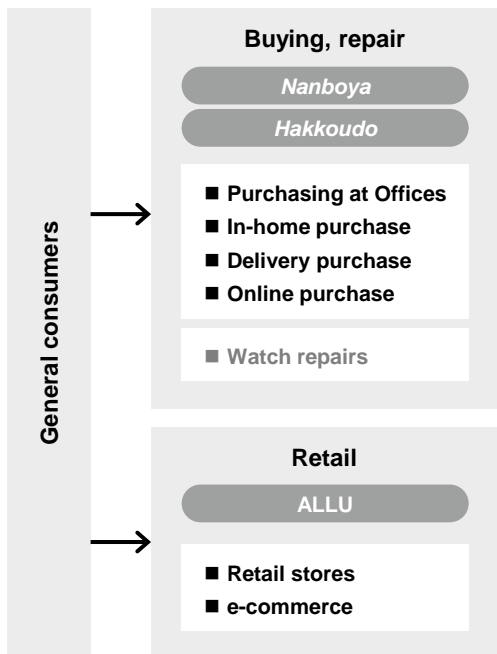 General consumers
Buying, repair
Nanboya
Hakkoudo
■ Purchasing at Offices
■ In-home purchase
■ Delivery purchase
■ Online purchase
■ Watch repairs
Retail
ALLU
■ Retail stores
■ e-commerce